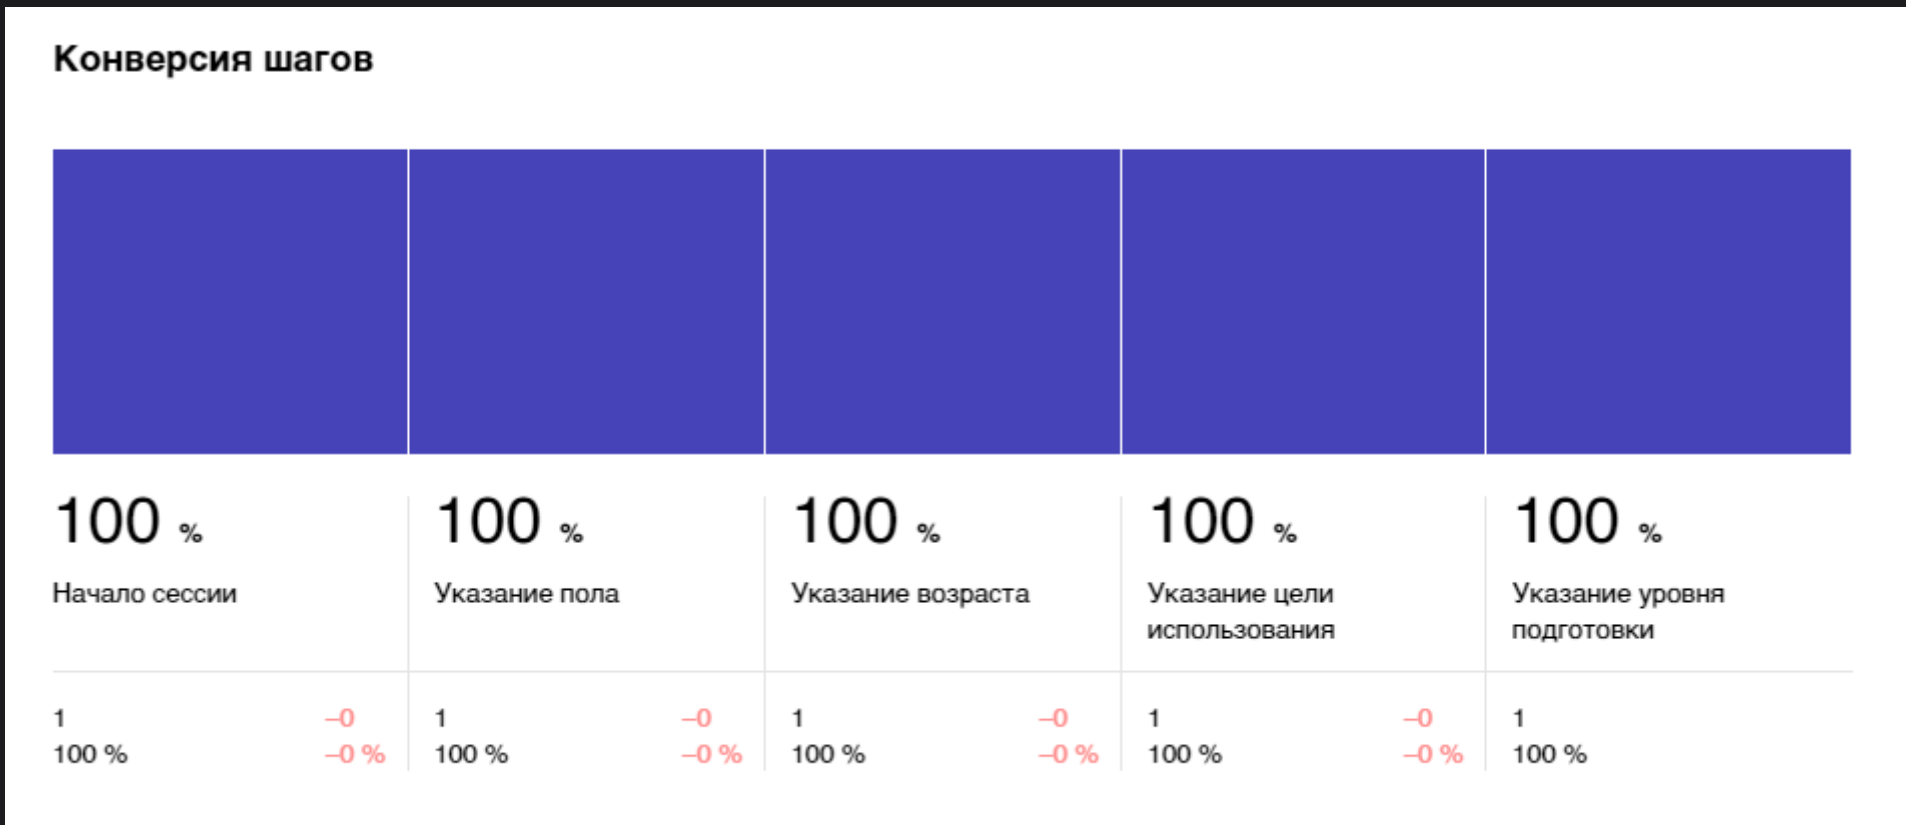 Конверсия шагов
100 %
Начало сессии
1 –0
100 % –0 %
100 %
Указание пола
1 –0
100 % –0 %
100 %
Указание возраста
1 –0
100 % –0 %
100 %
Указание цели
использования
1 –0
100 % –0 %
100 %
Указание уровня
подготовки
1
100 %